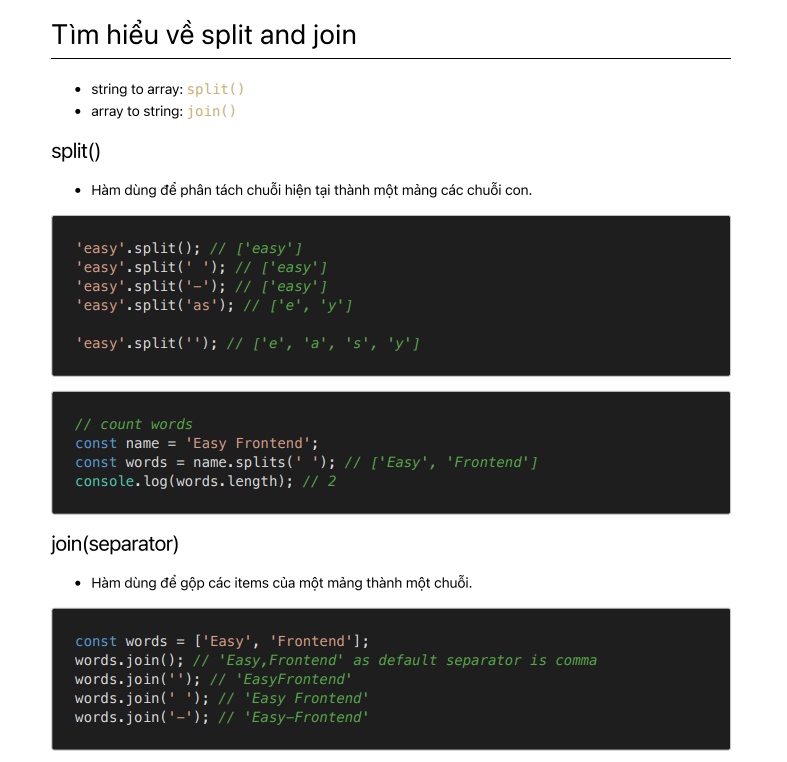 Tìm hiểu về split and join
string to array: split()
array to string: join()
split()
Hàm dùng để phân tách chuỗi hiện tại thành một mảng các chuỗi con.
'easy'.split(); // ['easy']
'easy'.split(' '); // ['easy']
'easy'.split('-'); // ['easy']
'easy'.split('as'); // ['e', 'y']
'easy'.split(''); // ['e', 'a', 's', 'y']
// count words
const name = 'Easy Frontend';
const words = name.splits(' '); // ['Easy', 'Frontend']
console.log(words.length); // 2
join(separator)
Hàm dùng để gộp các items của một mảng thành một chuỗi.
const words = ['Easy', 'Frontend'];
words.join(); // 'Easy,Frontend' as default separator is comma
words.join(''); // 'EasyFrontend'
words.join(' '); // 'Easy Frontend'
words.join('-'); // 'Easy-Frontend'